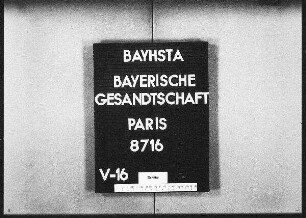 BAYHSTA
BAYERISCHE
GESANDTSCHAFT
PARIS
8716
V-16